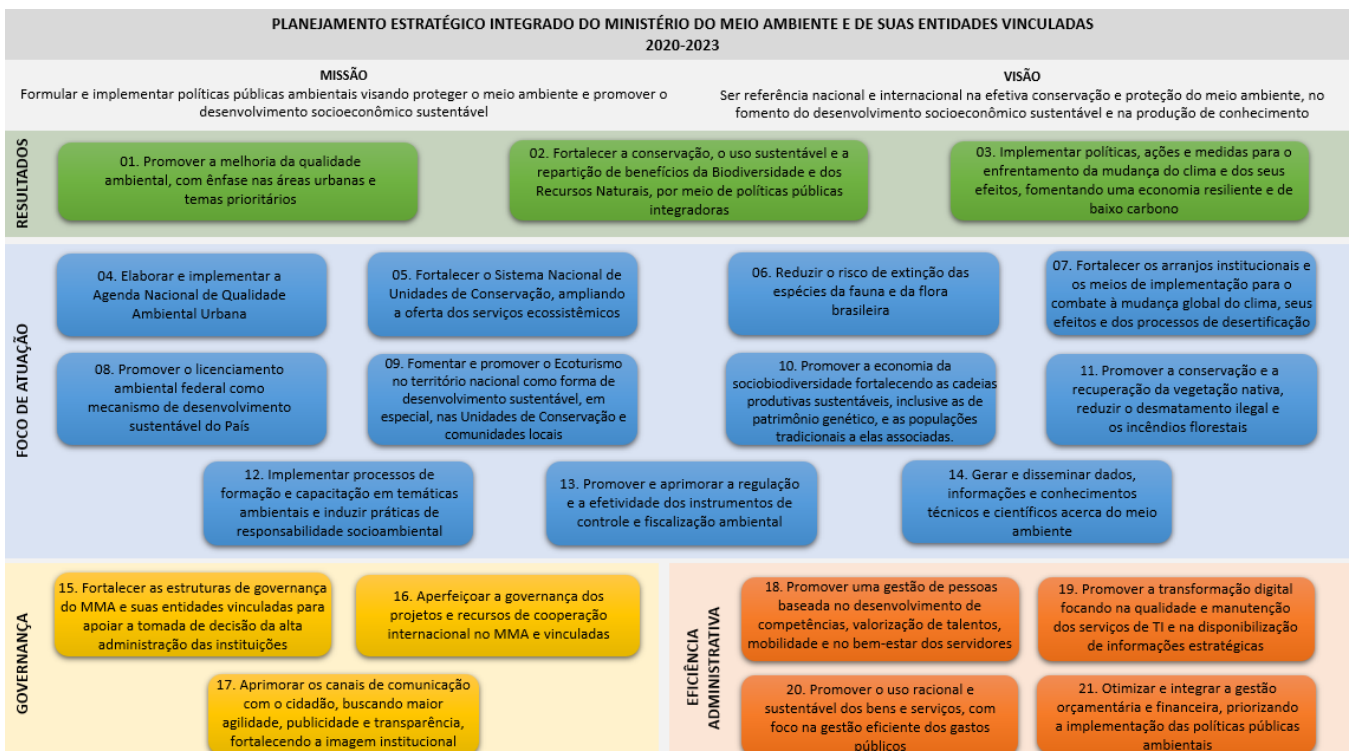 PLANEJAMENTO ESTRATÉGICO INTEGRADO DO MINISTÉRIO DO MEIO AMBIENTE E DE SUAS ENTIDADES VINCULADAS
2020-2023
MISSÃO
Formular e implementar políticas públicas ambientais visando proteger o meio ambiente e promover o
desenvolvimento socioeconômico sustentável
VISÃO
Ser referência nacional e internacional na efetiva conservação e proteção do meio ambiente, no
fomento do desenvolvimento socioeconômico sustentável e na produção de conhecimento
RESULTADOS
01. Promover a melhoria da qualidade
ambiental, com ênfase nas áreas urbanas e
temas prioritários
02. Fortalecer a conservação, o uso sustentável e a
repartição de benefícios da Biodiversidade e dos
Recursos Naturais, por meio de políticas públicas
integradoras
03. Implementar políticas, ações e medidas para o
enfrentamento da mudança do clima e dos seus
efeitos, fomentando uma economia resiliente e de
baixo carbono
FOCO DE ATUAÇÃO
04. Elaborar e implementar a
Agenda Nacional de Qualidade
Ambiental Urbana
05. Fortalecer o Sistema Nacional de
Unidades de Conservação, ampliando
a oferta dos serviços ecossistêmicos
06. Reduzir o risco de extinção das
espécies da fauna e da flora
brasileira
07. Fortalecer os arranjos institucionais e
os meios de implementação para o
combate à mudança global do clima, seus
efeitos e dos processos de desertificação
08. Promover o licenciamento
ambiental federal como
mecanismo de desenvolvimento
sustentável do País
09. Fomentar e promover o Ecoturismo
no território nacional como forma de
desenvolvimento sustentável, em
especial, nas Unidades de Conservação e
comunidades locais
10. Promover a economia da
sociobiodiversidade fortalecendo as cadeias
produtivas sustentáveis, inclusive as de
patrimônio genético, e as populações
tradicionais a elas associadas.
11. Promover a conservação e a
recuperação da vegetação nativa,
reduzir o desmatamento ilegal e
os incêndios florestais
12. Implementar processos de
formação e capacitação em temáticas
ambientais e induzir práticas de
responsabilidade socioambiental
13. Promover e aprimorar a regulação
e a efetividade dos instrumentos de
controle e fiscalização ambiental
14. Gerar e disseminar dados,
informações e conhecimentos
técnicos e científicos acerca do meio
ambiente
GOVERNANÇA
15. Fortalecer as estruturas de governança
do MMA e suas entidades vinculadas para
apoiar a tomada de decisão da alta
administração das instituições
16. Aperfeiçoar a governança dos
projetos e recursos de cooperação
internacional no MMA e vinculadas
17. Aprimorar os canais de comunicação
com o cidadão, buscando maior
agilidade, publicidade e transparência,
fortalecendo a imagem institucional
EFICIÊNCIA
ADMINISTRATIVA
18. Promover uma gestão de pessoas
baseada no desenvolvimento de
competências, valorização de talentos,
mobilidade e no bem-estar dos servidores
19. Promover a transformação digital
focando na qualidade e manutenção
dos serviços de TI e na disponibilização
de informações estratégicas
20. Promover o uso racional e
sustentável dos bens e serviços, com
foco na gestão eficiente dos gastos
públicos
21. Otimizar e integrar a gestão
orçamentária e financeira, priorizando
a implementação das políticas públicas
ambientais